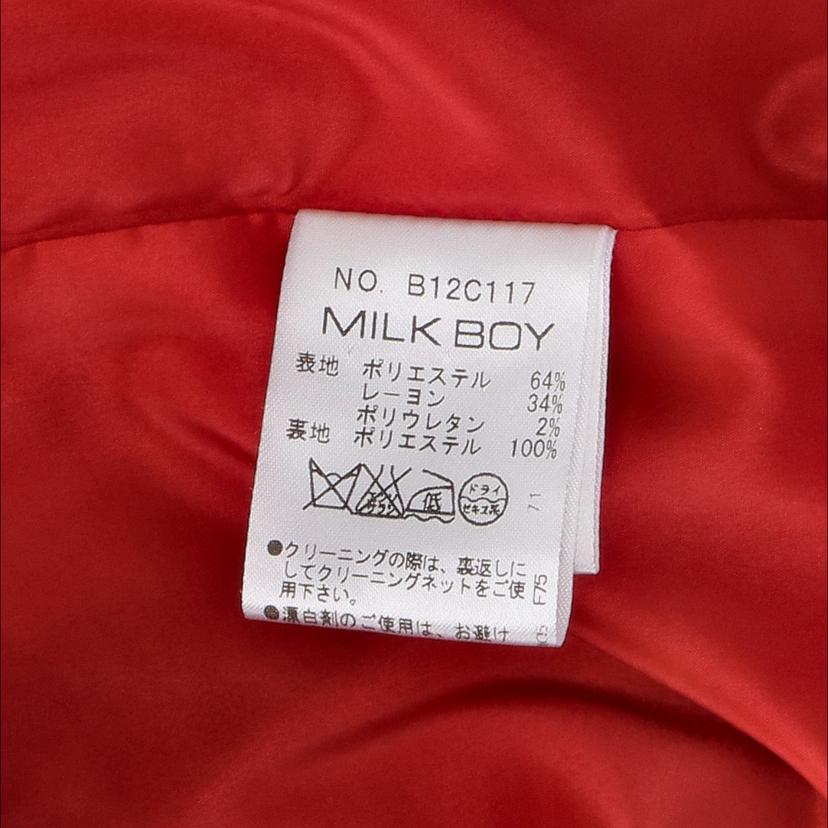 NO. B12C117
MILK BOY
表地 ポリエステル 64%
レーヨン 34%
ポリウレタン 2%
裏地 ポリエステル 100%
低 ドライ セキユ系
71
●クリーニングの際は、裏返しに
してクリーニングネットをご使
用下さい。
●漂白剤のご使用は、お避け
F75